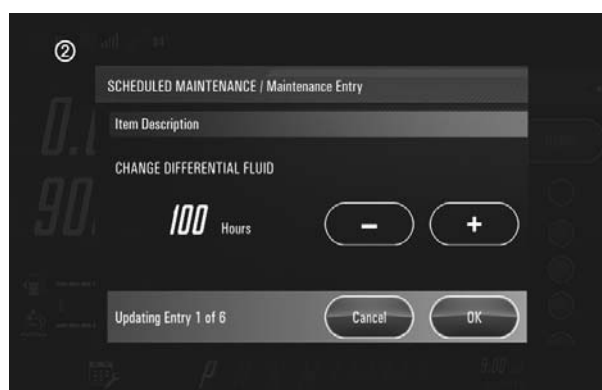 ②
SCHEDULED MAINTENANCE / Maintenance Entry
Item Description
CHANGE DIFFERENTIAL FLUID
100 Hours - +
Updating Entry 1 of 6 Cancel OK